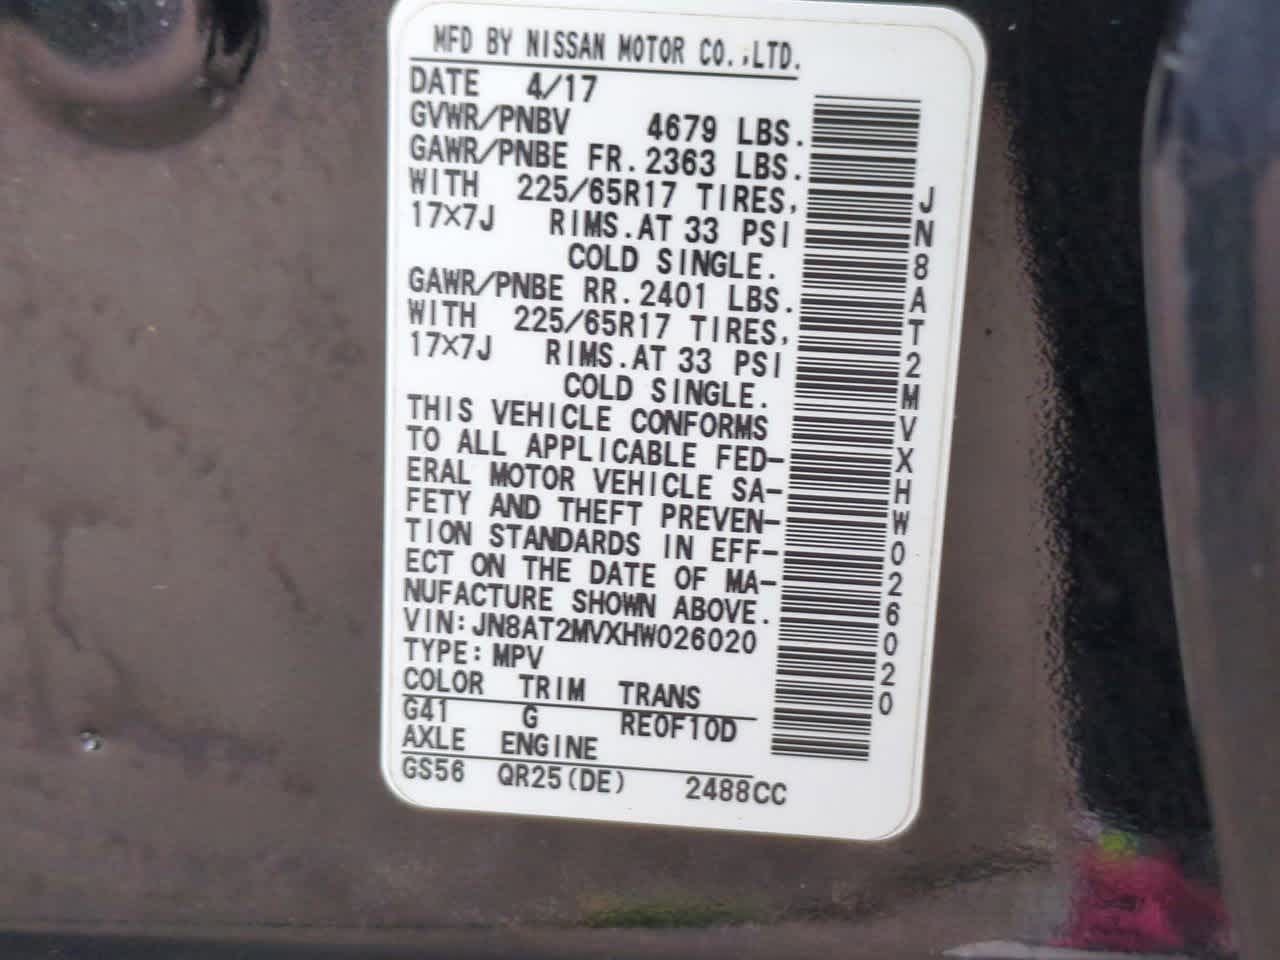 MFD BY NISSAN MOTOR CO.,LTD.
DATE 4/17
GVWR/PNBV 4679 LBS.
GAWR/PNBE FR.2363 LBS.
WITH 225/65R17 TIRES,
17X7J RIMS.AT 33 PSI
COLD SINGLE.
GAWR/PNBE RR.2401 LBS.
WITH 225/65R17 TIRES,
17X7J RIMS.AT 33 PSI
COLD SINGLE.
THIS VEHICLE CONFORMS
TO ALL APPLICABLE FED-
ERAL MOTOR VEHICLE SA-
FETY AND THEFT PREVEN-
TION STANDARDS IN EFF-
ECT ON THE DATE OF MA-
NUFACTURE SHOWN ABOVE.
VIN:JN8AT2MVXHW026020
TYPE:MPV
COLOR TRIM TRANS
G41 G RE0F10D
AXLE ENGINE
GS56 QR25(DE) 2488CC
JN8AT2MVXHW026020